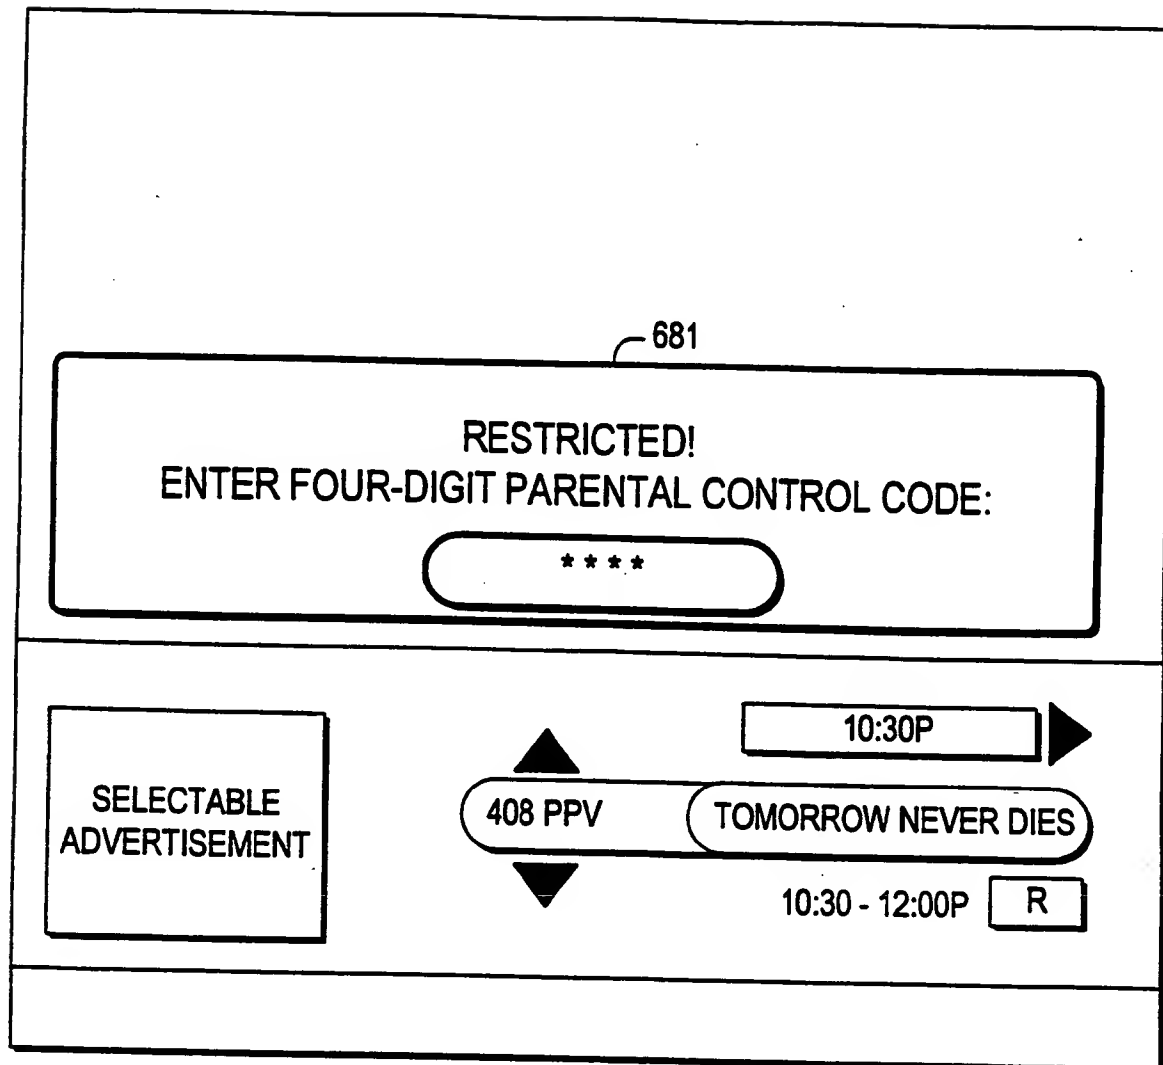 681
RESTRICTED!
ENTER FOUR-DIGIT PARENTAL CONTROL CODE:
* * * *
SELECTABLE
ADVERTISEMENT
10:30P
408 PPV
TOMORROW NEVER DIES
10:30 - 12:00P
R